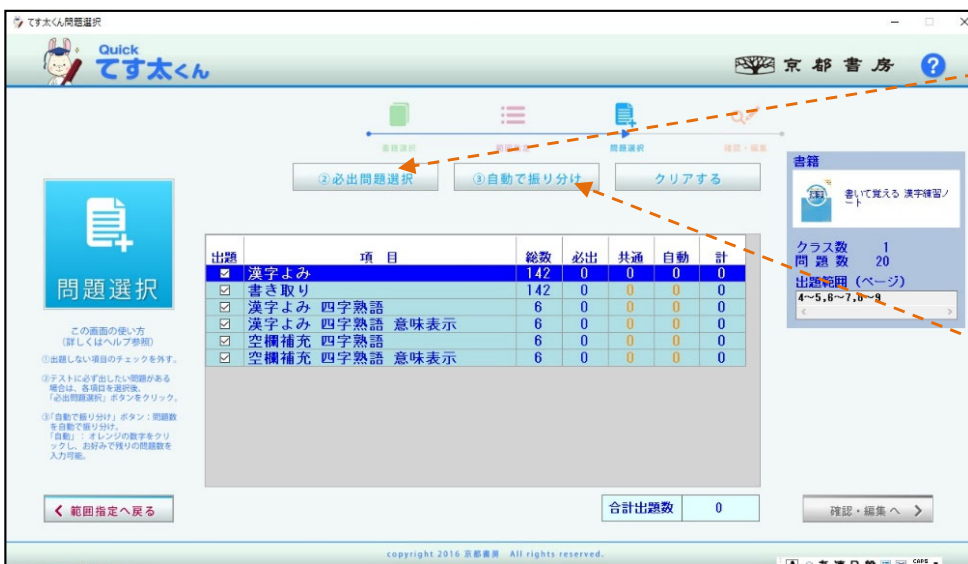 てす太くん問題選択
Quick
てす太くん
京都書房
?
問題選択
②必出問題選択
③自動で振り分け
クリアする
書籍
書いて覚える 漢字練習ノ
ート
クラス数 1
問題数 20
出題範囲 (ページ)
4～5,6～7,8～9
問題選択
この画面の使い方
(詳しくはヘルプ参照)
①出題しない項目のチェックを外す。
②テストに必ず出したい問題がある
場合は、各項目を選択後、
「必出問題選択」ボタンをクリック。
③「自動で振り分け」ボタン：問題数
を自動で振り分け。
「自動」：オレンジの数字をクリ
ックし、お好みで残りの問題数を
入力可能。
出題 項目 総数 必出 共通 自動 計
漢字よみ 142 0 0 0 0
書き取り 142 0 0 0 0
漢字よみ 四字熟語 6 0 0 0 0
漢字よみ 四字熟語 意味表示 6 0 0 0 0
空欄補充 四字熟語 6 0 0 0 0
空欄補充 四字熟語 意味表示 6 0 0 0 0
範囲指定へ戻る
合計出題数 0
確認・編集へ
copyright 2016 京都書房 All rights reserved.